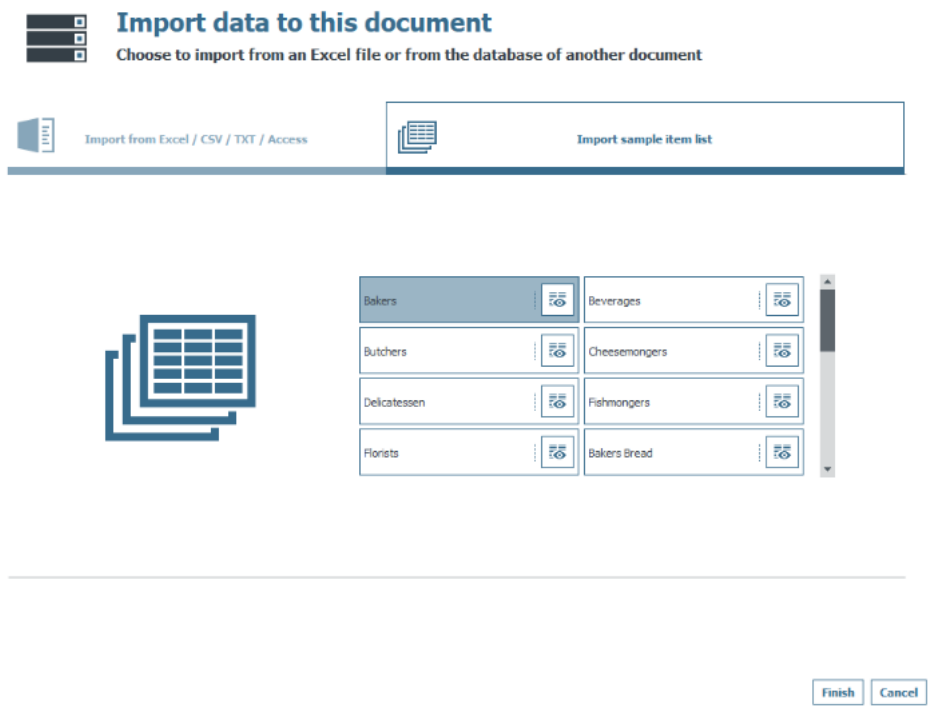 Import data to this document
Choose to import from an Excel file or from the database of another document
Import from Excel / CSV / TXT / Access
Import sample item list
Bakers
Beverages
Butchers
Cheesemongers
Delicatessen
Fishmongers
Florists
Bakers Bread
Finish
Cancel